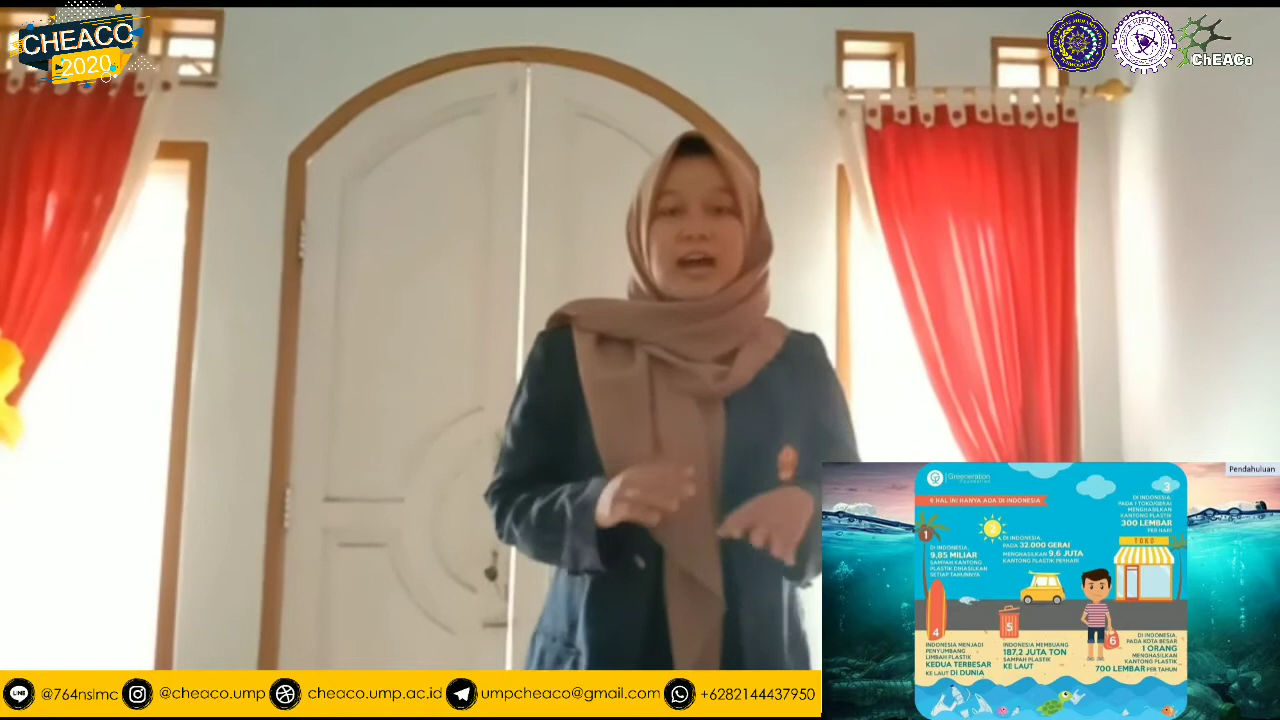 CHEACO
2020
ChEACo
Pendahuluan
Greeneration
foundation
6 HAL INI HANYA ADA DI INDONESIA
1
DI INDONESIA,
9,85 MILIAR
SAMPAH KANTONG
PLASTIK DIHASILKAN
SETIAP TAHUNNYA
2
DI INDONESIA,
PADA 32.000 GERAI
MENGHASILKAN 9,6 JUTA
KANTONG PLASTIK PERHARI
3
DI INDONESIA,
PADA 1 TOKO/GERAI
MENGHASILKAN
KANTONG PLASTIK
300 LEMBAR
PER HARI
TOKO
4
INDONESIA MENJADI
PENYUMBANG
LIMBAH PLASTIK
KEDUA TERBESAR
KE LAUT DI DUNIA
5
INDONESIA MEMBUANG
187,2 JUTA TON
SAMPAH PLASTIK
KE LAUT
6
DI INDONESIA,
PADA KOTA BESAR
1 ORANG
MENGHASILKAN
KANTONG PLASTIK
700 LEMBAR PER TAHUN
LINE
@764nslmc
@cheaco.ump
cheaco.ump.ac.id
umpcheaco@gmail.com
+6282144437950